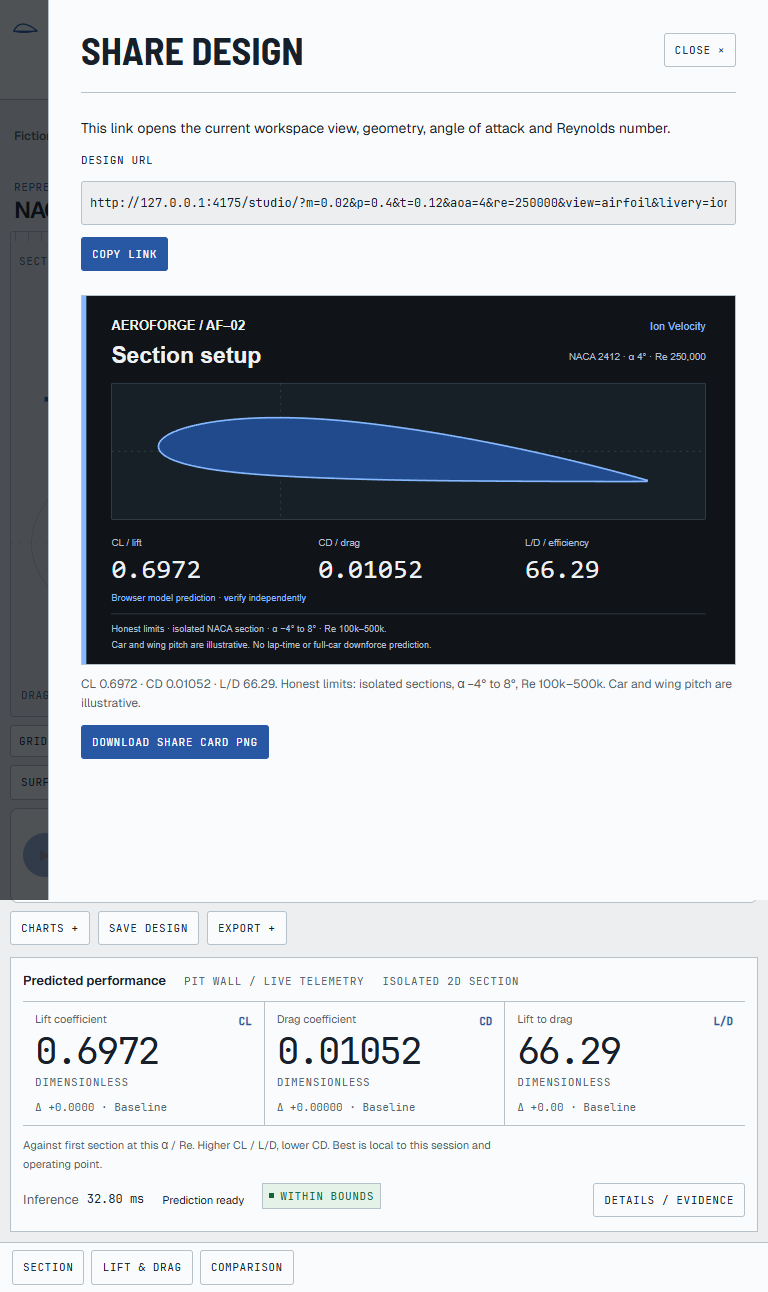 SHARE DESIGN
CLOSE ×
This link opens the current workspace view, geometry, angle of attack and Reynolds number.
DESIGN URL
http://127.0.0.1:4175/studio/?m=0.02&p=0.4&t=0.12&aoa=4&re=250000&view=airfoil&livery=ion
COPY LINK
AEROFORGE / AF–02
Ion Velocity
Section setup
NACA 2412 · α 4° · Re 250,000
CL / lift
CD / drag
L/D / efficiency
0.6972
0.01052
66.29
Browser model prediction · verify independently
Honest limits · isolated NACA section · α −4° to 8° · Re 100k–500k.
Car and wing pitch are illustrative. No lap-time or full-car downforce prediction.
CL 0.6972 · CD 0.01052 · L/D 66.29. Honest limits: isolated sections, α −4° to 8°, Re 100k–500k. Car and wing pitch are
illustrative.
DOWNLOAD SHARE CARD PNG
Fictio
REPRE
NAC
SECT
DRAG
GRID
SURF
CHARTS +
SAVE DESIGN
EXPORT +
Predicted performance
PIT WALL / LIVE TELEMETRY
ISOLATED 2D SECTION
Lift coefficient
CL
Drag coefficient
CD
Lift to drag
L/D
0.6972
0.01052
66.29
DIMENSIONLESS
DIMENSIONLESS
DIMENSIONLESS
Δ +0.0000 · Baseline
Δ +0.00000 · Baseline
Δ +0.00 · Baseline
Against first section at this α / Re. Higher CL / L/D, lower CD. Best is local to this session and
operating point.
Inference 32.80 ms
Prediction ready
WITHIN BOUNDS
DETAILS / EVIDENCE
SECTION
LIFT & DRAG
COMPARISON